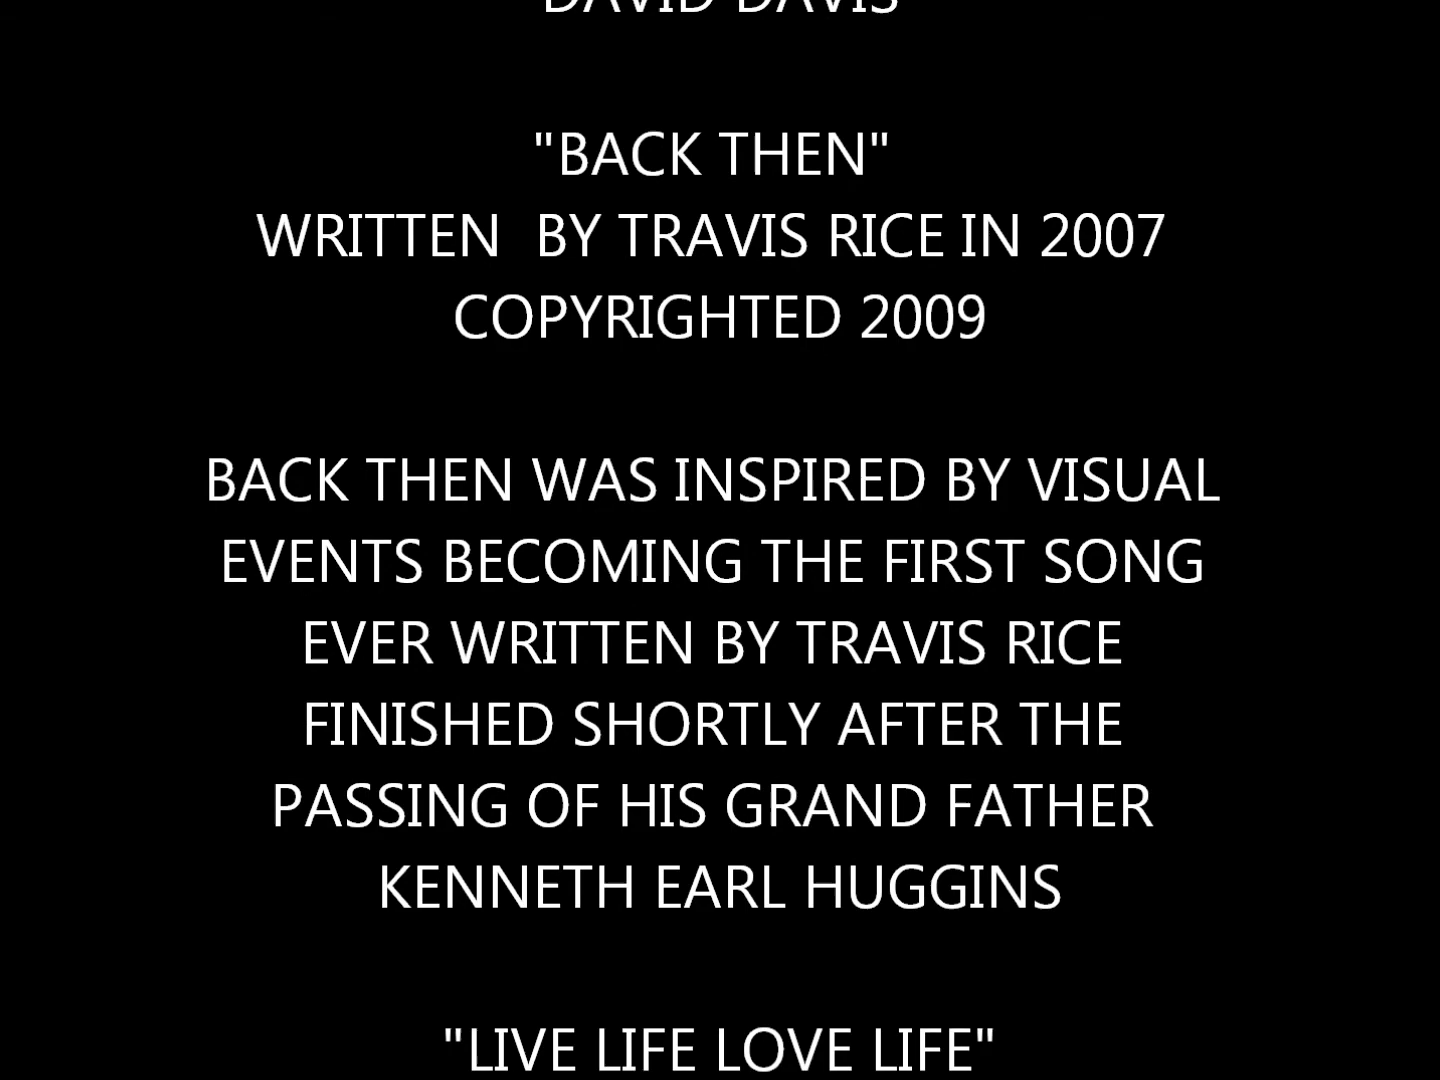 DAVID DAVIS
"BACK THEN"
WRITTEN  BY TRAVIS RICE IN 2007
COPYRIGHTED 2009
BACK THEN WAS INSPIRED BY VISUAL
EVENTS BECOMING THE FIRST SONG
EVER WRITTEN BY TRAVIS RICE
FINISHED SHORTLY AFTER THE
PASSING OF HIS GRAND FATHER
KENNETH EARL HUGGINS
"LIVE LIFE LOVE LIFE"